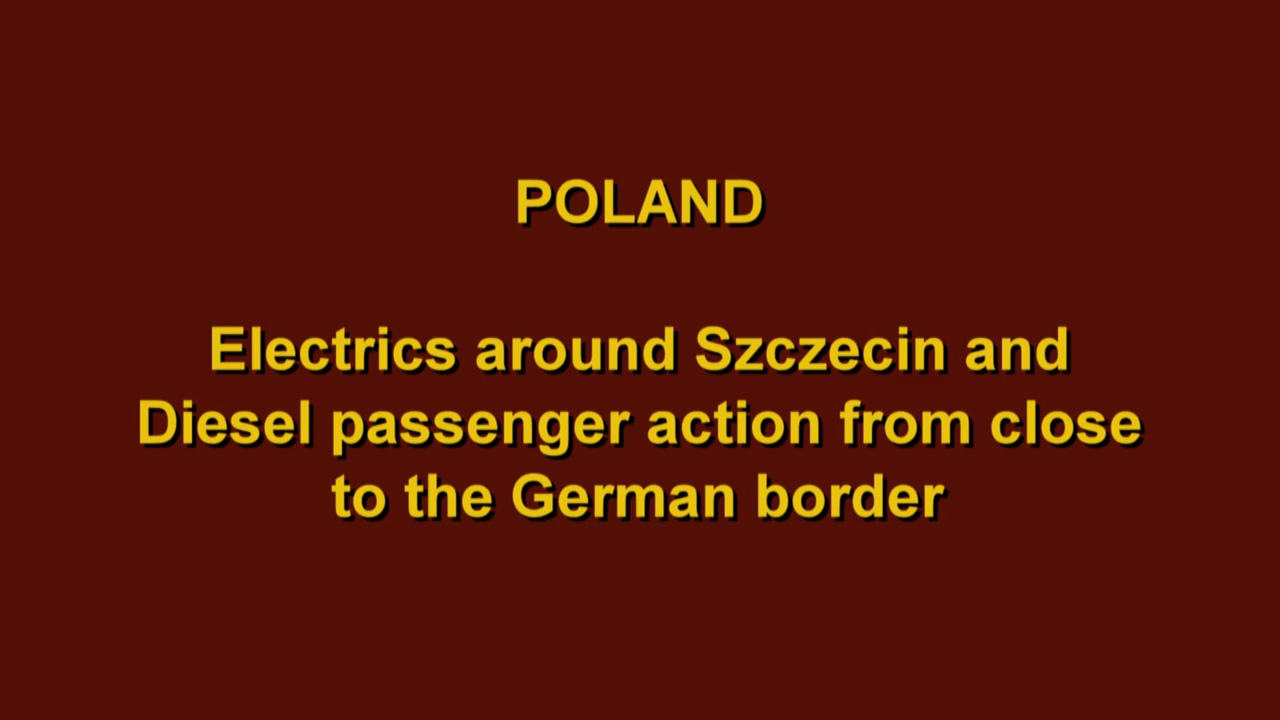 POLAND
Electrics around Szczecin and
Diesel passenger action from close
to the German border